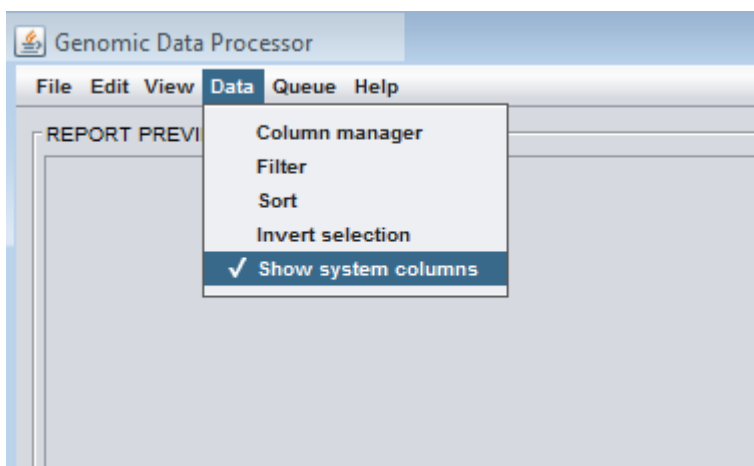 Genomic Data Processor
File Edit View Data Queue Help
REPORT PREVI
Column manager
Filter
Sort
Invert selection
✓ Show system columns